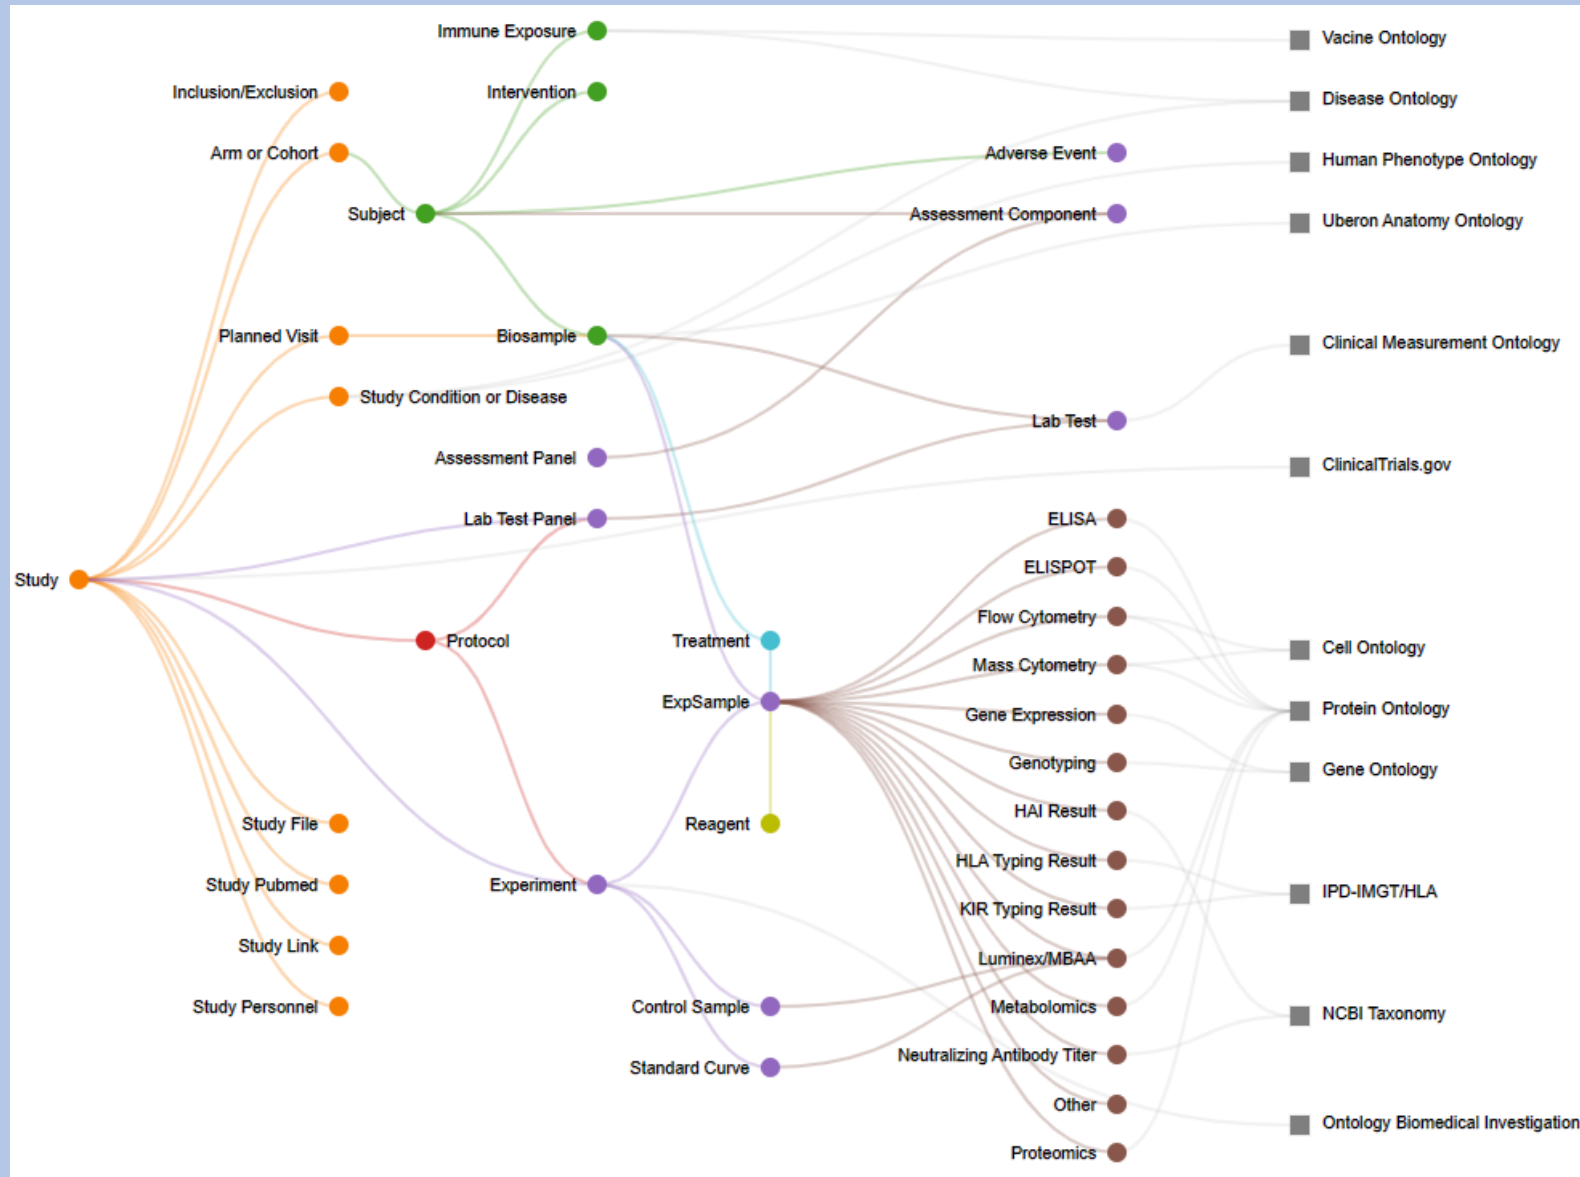 Immune Exposure
Vacine Ontology
Inclusion/Exclusion
Intervention
Disease Ontology
Arm or Cohort
Adverse Event
Human Phenotype Ontology
Subject
Assessment Component
Uberon Anatomy Ontology
Planned Visit
Biosample
Clinical Measurement Ontology
Study Condition or Disease
Lab Test
Assessment Panel
ClinicalTrials.gov
Lab Test Panel
ELISA
ELISPOT
Study
Flow Cytometry
Protocol
Treatment
Cell Ontology
Mass Cytometry
ExpSample
Protein Ontology
Gene Expression
Genotyping
Gene Ontology
HAI Result
Study File
Reagent
HLA Typing Result
Study Pubmed
Experiment
IPD-IMGT/HLA
KIR Typing Result
Study Link
Luminex/MBAA
Study Personnel
Control Sample
Metabolomics
NCBI Taxonomy
Neutralizing Antibody Titer
Standard Curve
Other
Ontology Biomedical Investigation
Proteomics